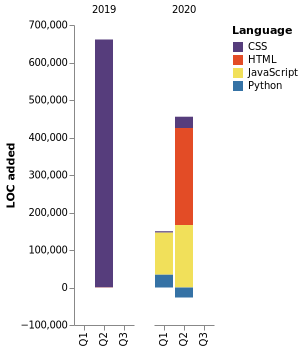 2019
2020
Language
CSS
HTML
JavaScript
Python
LOC added
700,000
600,000
500,000
400,000
300,000
200,000
100,000
0
−100,000
Q1
Q2
Q3
Q1
Q2
Q3